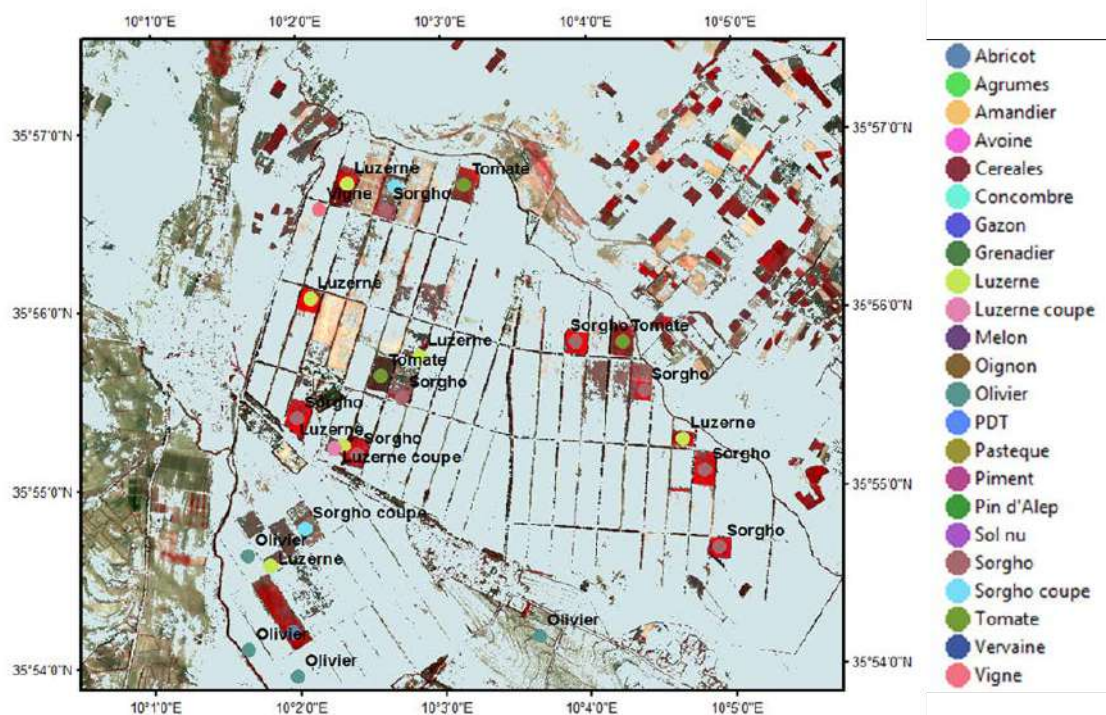 10°1'0"E 10°2'0"E 10°3'0"E 10°4'0"E 10°5'0"E
35°57'0"N 35°57'0"N
Luzerne Tomate
Vigne Sorgho
Luzerne
35°56'0"N 35°56'0"N
Sorgho Tomate
Luzerne
Tomate
Sorgho Sorgho
Sorgho
Luzerne Sorgho Luzerne
Luzerne coupe
Sorgho
35°55'0"N 35°55'0"N
Sorgho coupe
Olivier Sorgho
Luzerne
Olivier Olivier
Olivier
35°54'0"N 35°54'0"N
10°1'0"E 10°2'0"E 10°3'0"E 10°4'0"E 10°5'0"E
Abricot
Agrumes
Amandier
Avoine
Cereales
Concombre
Gazon
Grenadier
Luzerne
Luzerne coupe
Melon
Oignon
Olivier
PDT
Pasteque
Piment
Pin d'Alep
Sol nu
Sorgho
Sorgho coupe
Tomate
Vervaine
Vigne